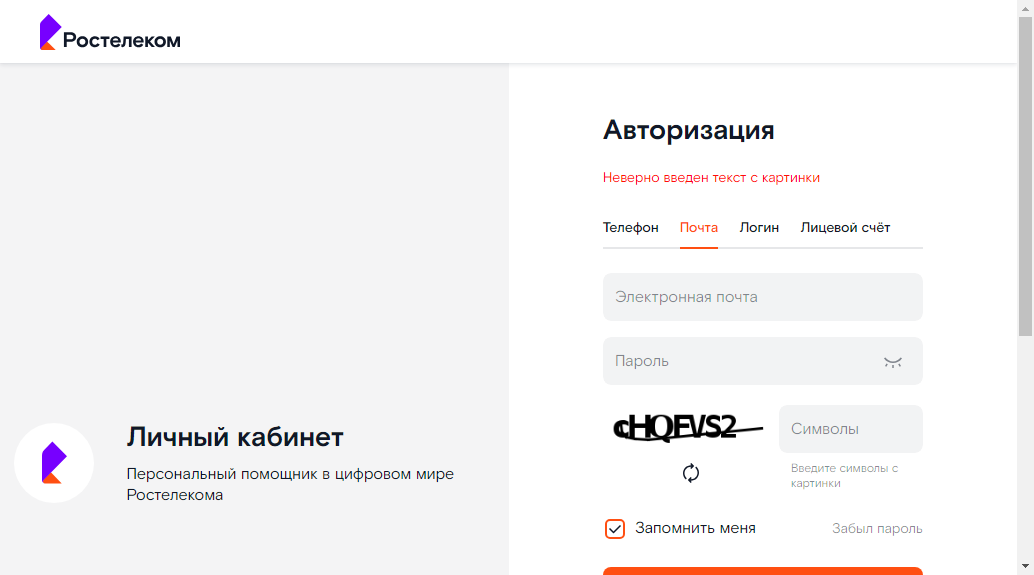 Ростелеком
Авторизация
Неверно введен текст с картинки
Телефон Почта Логин Лицевой счёт
Электронная почта
Пароль
Символы
Введите символы с
картинки
Запомнить меня Забыл пароль
Личный кабинет
Персональный помощник в цифровом мире
Ростелекома